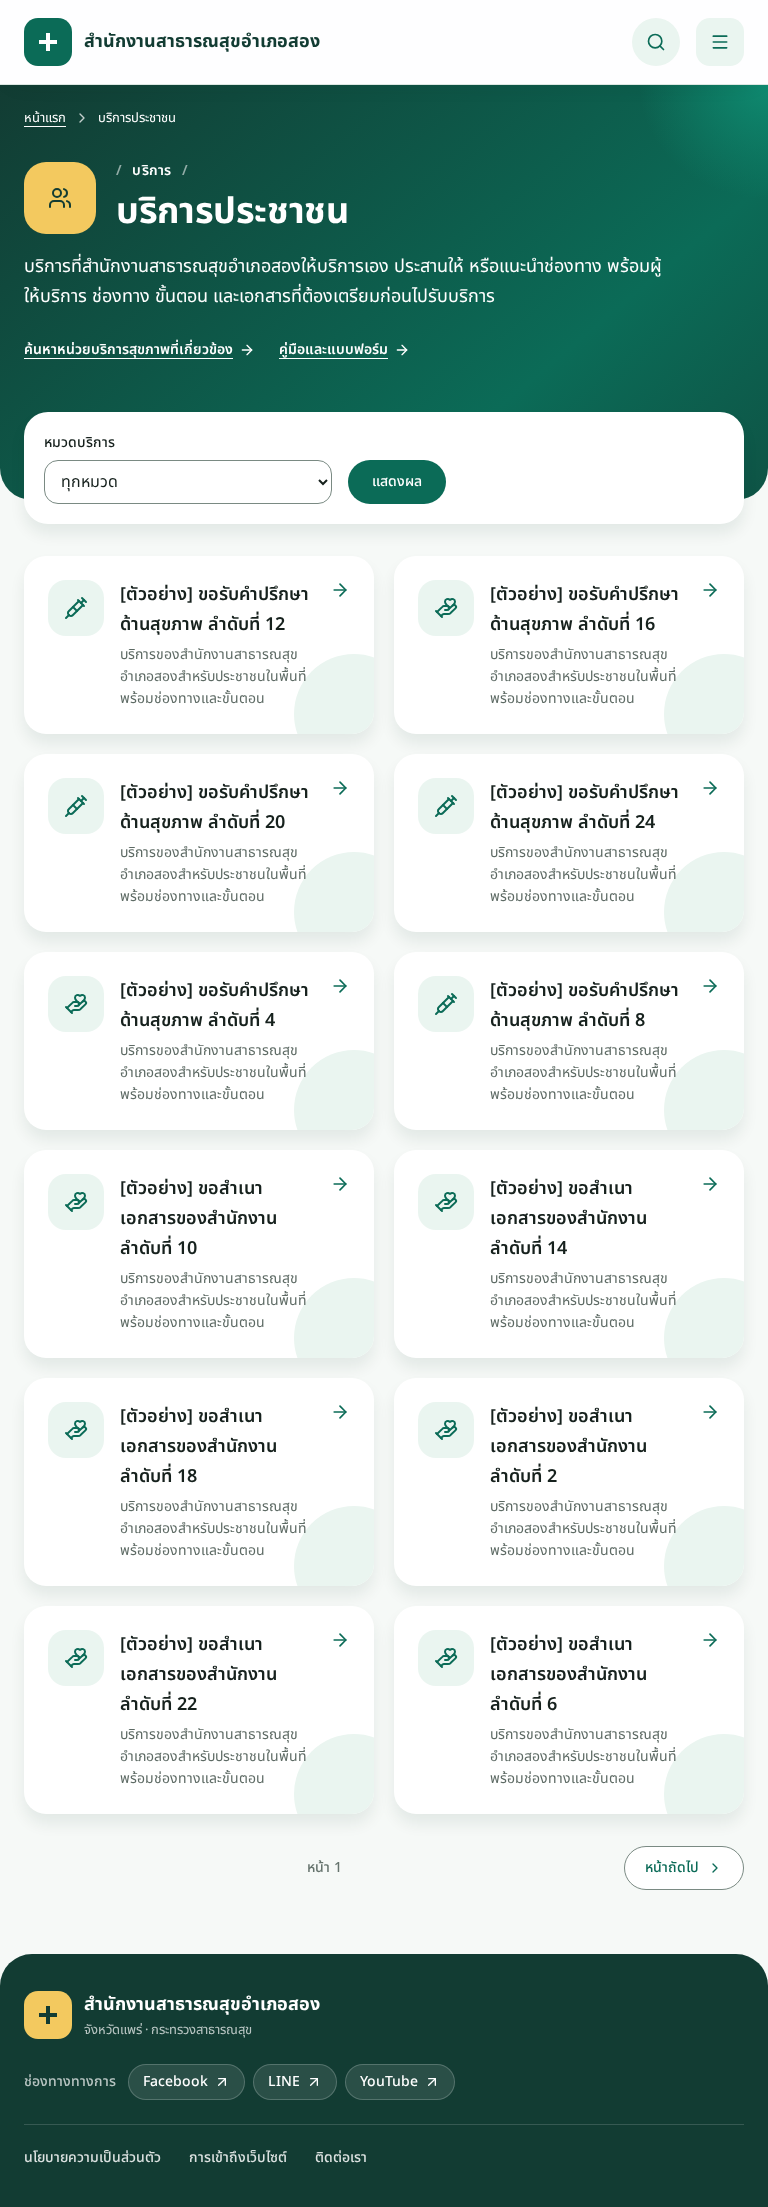 สำนักงานสาธารณสุขอำเภอสอง
หน้าแรก > บริการประชาชน
/ บริการ /
บริการประชาชน
บริการที่สำนักงานสาธารณสุขอำเภอสองให้บริการเอง ประสานให้ หรือแนะนำช่องทาง พร้อมผู้
ให้บริการ ช่องทาง ขั้นตอน และเอกสารที่ต้องเตรียมก่อนไปรับบริการ
ค้นหาหน่วยบริการสุขภาพที่เกี่ยวข้อง → คู่มือและแบบฟอร์ม →
หมวดบริการ
ทุกหมวด
แสดงผล
[ตัวอย่าง] ขอรับคำปรึกษา
ด้านสุขภาพ ลำดับที่ 12
บริการของสำนักงานสาธารณสุข
อำเภอสองสำหรับประชาชนในพื้นที่
พร้อมช่องทางและขั้นตอน
[ตัวอย่าง] ขอรับคำปรึกษา
ด้านสุขภาพ ลำดับที่ 16
บริการของสำนักงานสาธารณสุข
อำเภอสองสำหรับประชาชนในพื้นที่
พร้อมช่องทางและขั้นตอน
[ตัวอย่าง] ขอรับคำปรึกษา
ด้านสุขภาพ ลำดับที่ 20
บริการของสำนักงานสาธารณสุข
อำเภอสองสำหรับประชาชนในพื้นที่
พร้อมช่องทางและขั้นตอน
[ตัวอย่าง] ขอรับคำปรึกษา
ด้านสุขภาพ ลำดับที่ 24
บริการของสำนักงานสาธารณสุข
อำเภอสองสำหรับประชาชนในพื้นที่
พร้อมช่องทางและขั้นตอน
[ตัวอย่าง] ขอรับคำปรึกษา
ด้านสุขภาพ ลำดับที่ 4
บริการของสำนักงานสาธารณสุข
อำเภอสองสำหรับประชาชนในพื้นที่
พร้อมช่องทางและขั้นตอน
[ตัวอย่าง] ขอรับคำปรึกษา
ด้านสุขภาพ ลำดับที่ 8
บริการของสำนักงานสาธารณสุข
อำเภอสองสำหรับประชาชนในพื้นที่
พร้อมช่องทางและขั้นตอน
[ตัวอย่าง] ขอสำเนา
เอกสารของสำนักงาน
ลำดับที่ 10
บริการของสำนักงานสาธารณสุข
อำเภอสองสำหรับประชาชนในพื้นที่
พร้อมช่องทางและขั้นตอน
[ตัวอย่าง] ขอสำเนา
เอกสารของสำนักงาน
ลำดับที่ 14
บริการของสำนักงานสาธารณสุข
อำเภอสองสำหรับประชาชนในพื้นที่
พร้อมช่องทางและขั้นตอน
[ตัวอย่าง] ขอสำเนา
เอกสารของสำนักงาน
ลำดับที่ 18
บริการของสำนักงานสาธารณสุข
อำเภอสองสำหรับประชาชนในพื้นที่
พร้อมช่องทางและขั้นตอน
[ตัวอย่าง] ขอสำเนา
เอกสารของสำนักงาน
ลำดับที่ 2
บริการของสำนักงานสาธารณสุข
อำเภอสองสำหรับประชาชนในพื้นที่
พร้อมช่องทางและขั้นตอน
[ตัวอย่าง] ขอสำเนา
เอกสารของสำนักงาน
ลำดับที่ 22
บริการของสำนักงานสาธารณสุข
อำเภอสองสำหรับประชาชนในพื้นที่
พร้อมช่องทางและขั้นตอน
[ตัวอย่าง] ขอสำเนา
เอกสารของสำนักงาน
ลำดับที่ 6
บริการของสำนักงานสาธารณสุข
อำเภอสองสำหรับประชาชนในพื้นที่
พร้อมช่องทางและขั้นตอน
หน้า 1
หน้าถัดไป >
สำนักงานสาธารณสุขอำเภอสอง
จังหวัดแพร่ · กระทรวงสาธารณสุข
ช่องทางทางการ Facebook LINE YouTube
นโยบายความเป็นส่วนตัว การเข้าถึงเว็บไซต์ ติดต่อเรา